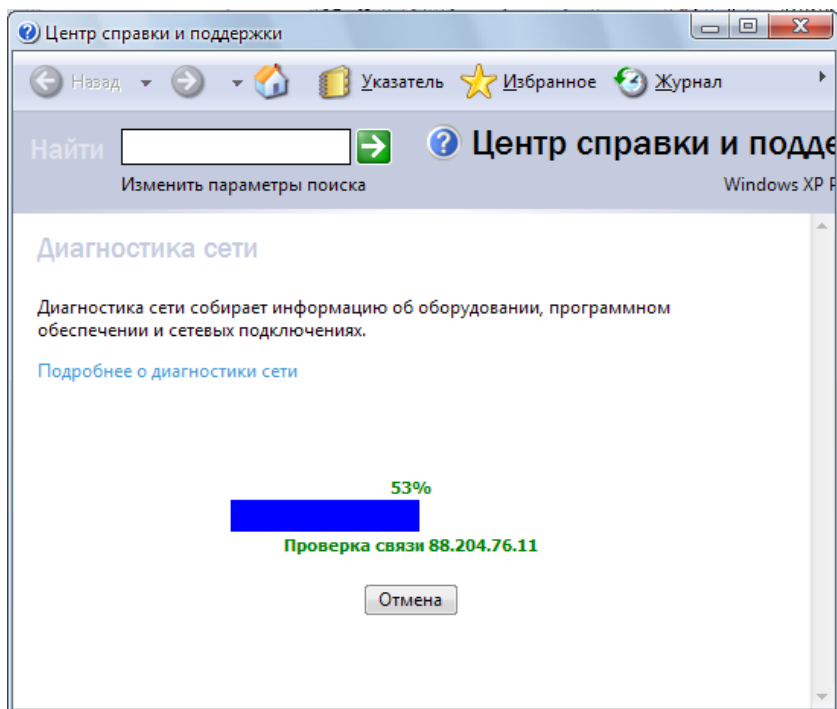 Центр справки и поддержки
Назад Указатель Избранное Журнал
Найти
Центр справки и подде
Изменить параметры поиска
Windows XP
Диагностика сети
Диагностика сети собирает информацию об оборудовании, программном
обеспечении и сетевых подключениях.
Подробнее о диагностики сети
53%
Проверка связи 88.204.76.11
Отмена